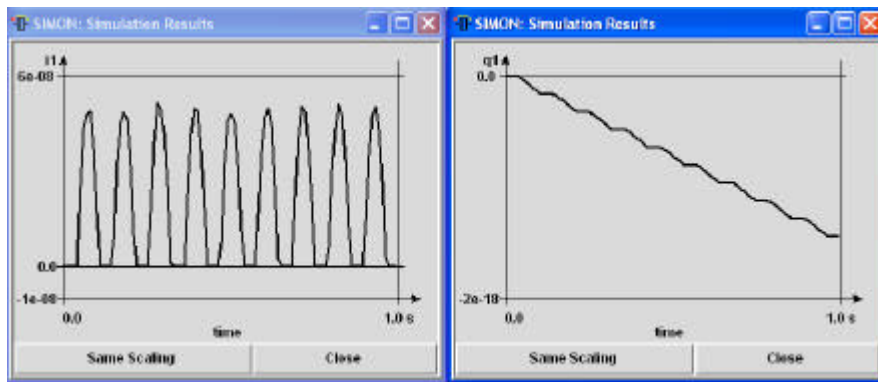 SIMON: Simulation Results
i1
6e-08
0.0
-1e-08
0.0
1.0 s
time
Same Scaling
Close
SIMON: Simulation Results
q1
0.0
-2e-18
0.0
1.0 s
time
Same Scaling
Close